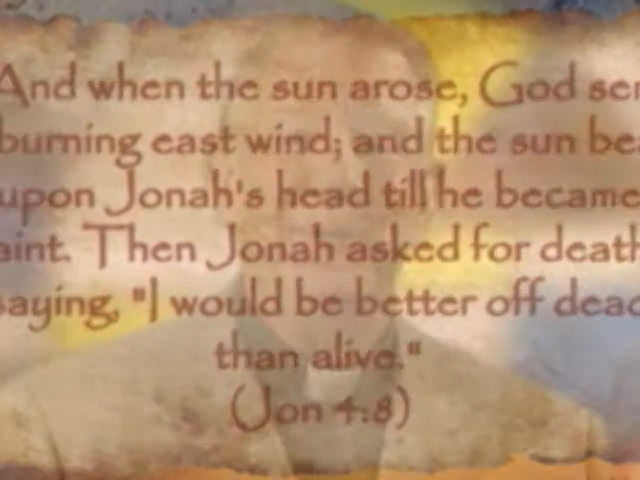 And when the sun arose, God sen
burning east wind; and the sun bea
upon Jonah's head till he became
aint. Then Jonah asked for death
saying, "I would be better off dead
than alive."
(Jon 4:8)